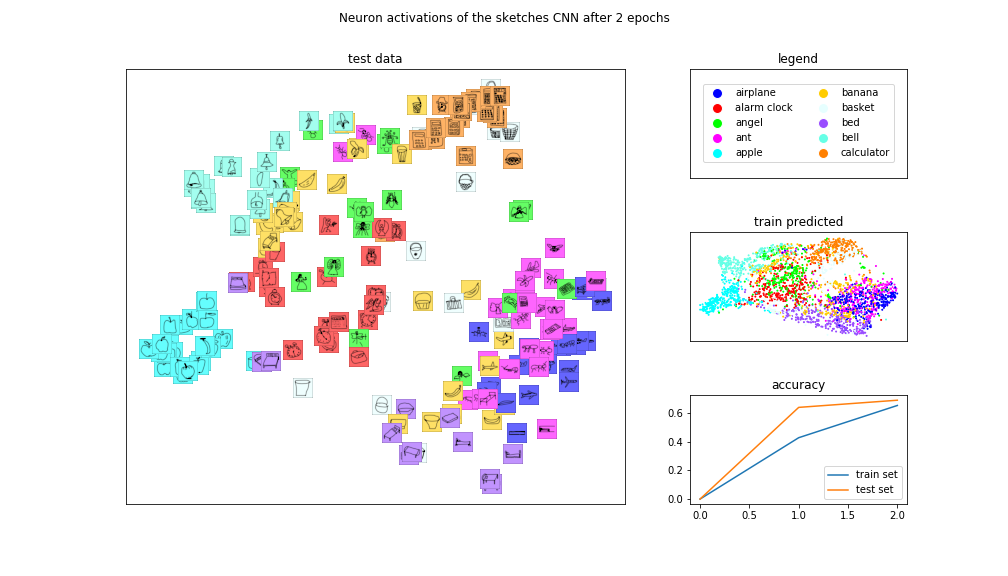 Neuron activations of the sketches CNN after 2 epochs
test data
legend
airplane
alarm clock
angel
ant
apple
banana
basket
bed
bell
calculator
train predicted
accuracy
0.6
0.4
0.2
0.0
train set
test set
0.0 0.5 1.0 1.5 2.0